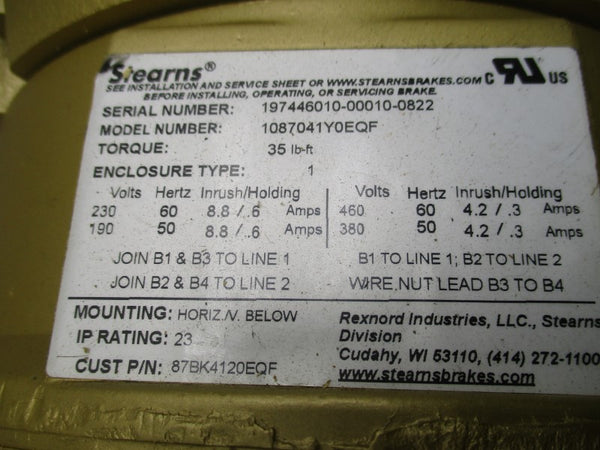 Stearns®
SEE INSTALLATION AND SERVICE SHEET OR WWW.STEARNSBRAKES.COM
BEFORE INSTALLING, OPERATING, OR SERVICING BRAKE.
C UR US
SERIAL NUMBER: 197446010-00010-0822
MODEL NUMBER: 1087041Y0EQF
TORQUE: 35 lb-ft
ENCLOSURE TYPE: 1
Volts Hertz Inrush/Holding
230 60 8.8 / .6 Amps
190 50 8.8 / .6 Amps
JOIN B1 & B3 TO LINE 1
JOIN B2 & B4 TO LINE 2
Volts Hertz Inrush/Holding
460 60 4.2 / .3 Amps
380 50 4.2 / .3 Amps
B1 TO LINE 1; B2 TO LINE 2
WIRE NUT LEAD B3 TO B4
MOUNTING: HORIZ./V. BELOW
IP RATING: 23
CUST P/N: 87BK4120EQF
Rexnord Industries, LLC., Stearns
Division
Cudahy, WI 53110, (414) 272-1100
www.stearnsbrakes.com